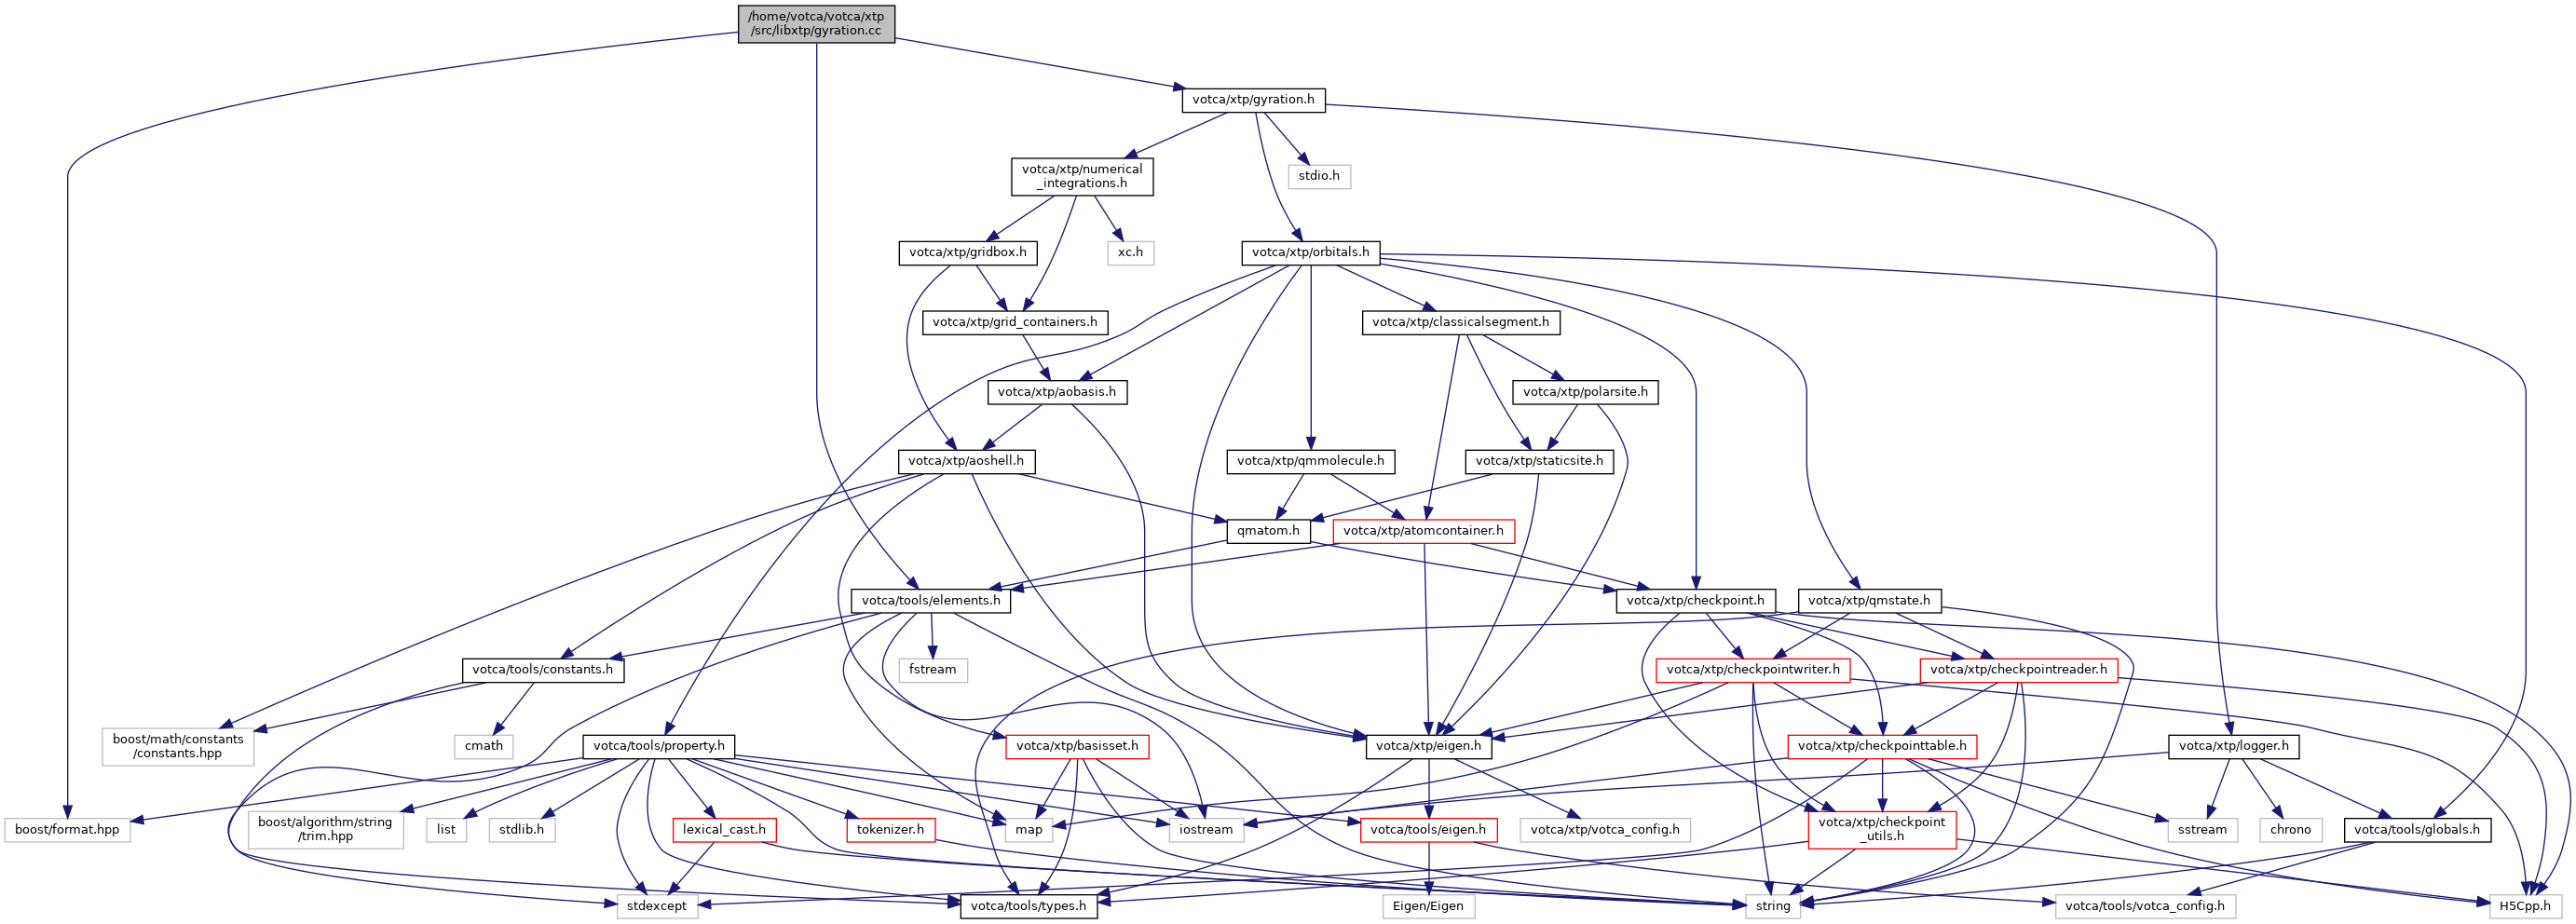 /home/votca/votca/xtp
/src/libxtp/gyration.cc
votca/xtp/gyration.h
votca/xtp/numerical
_integrations.h
stdio.h
votca/xtp/gridbox.h
xc.h
votca/xtp/orbitals.h
votca/xtp/grid_containers.h
votca/xtp/classicalsegment.h
votca/xtp/aobasis.h
votca/xtp/polarsite.h
votca/xtp/aoshell.h
votca/xtp/qmmolecule.h
votca/xtp/staticsite.h
qmatom.h
votca/xtp/atomcontainer.h
votca/tools/elements.h
votca/xtp/checkpoint.h
votca/xtp/qmstate.h
votca/tools/constants.h
fstream
votca/xtp/checkpointwriter.h
votca/xtp/checkpointreader.h
boost/math/constants
/constants.hpp
cmath
votca/tools/property.h
votca/xtp/basisset.h
votca/xtp/eigen.h
votca/xtp/checkpointtable.h
votca/xtp/logger.h
boost/format.hpp
boost/algorithm/string
/trim.hpp
list
stdlib.h
lexical_cast.h
tokenizer.h
map
iostream
votca/tools/eigen.h
votca/xtp/votca_config.h
votca/xtp/checkpoint
_utils.h
sstream
chrono
votca/tools/globals.h
stdexcept
votca/tools/types.h
Eigen/Eigen
string
votca/tools/votca_config.h
H5Cpp.h